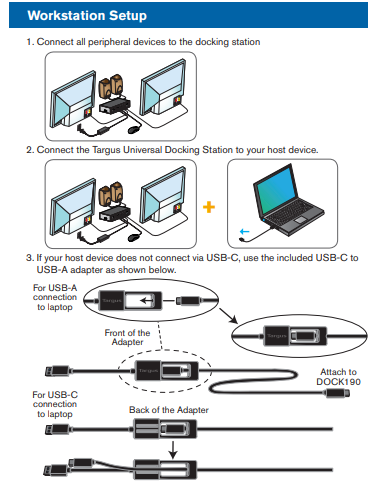 Workstation Setup
1. Connect all peripheral devices to the docking station
2. Connect the Targus Universal Docking Station to your host device.
3. If your host device does not connect via USB-C, use the included USB-C to
USB-A adapter as shown below.
For USB-A
connection
to laptop
Targus
Targus
Front of the
Adapter
Targus
Attach to
DOCK190
For USB-C
connection
to laptop
Back of the Adapter